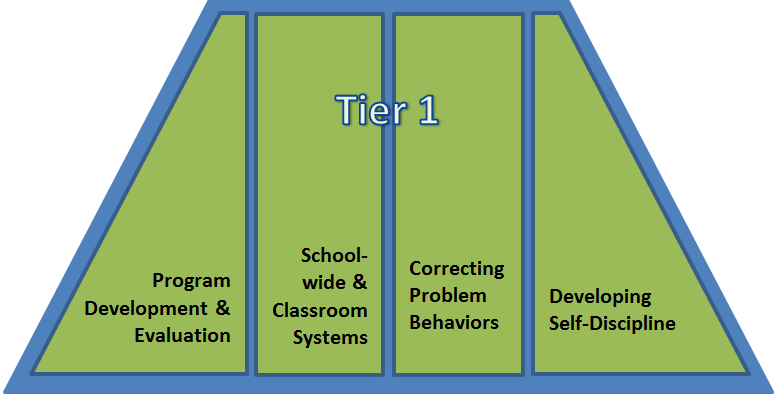 Tier 1
Program
Development &
Evaluation
School-
wide &
Classroom
Systems
Correcting
Problem
Behaviors
Developing
Self-Discipline